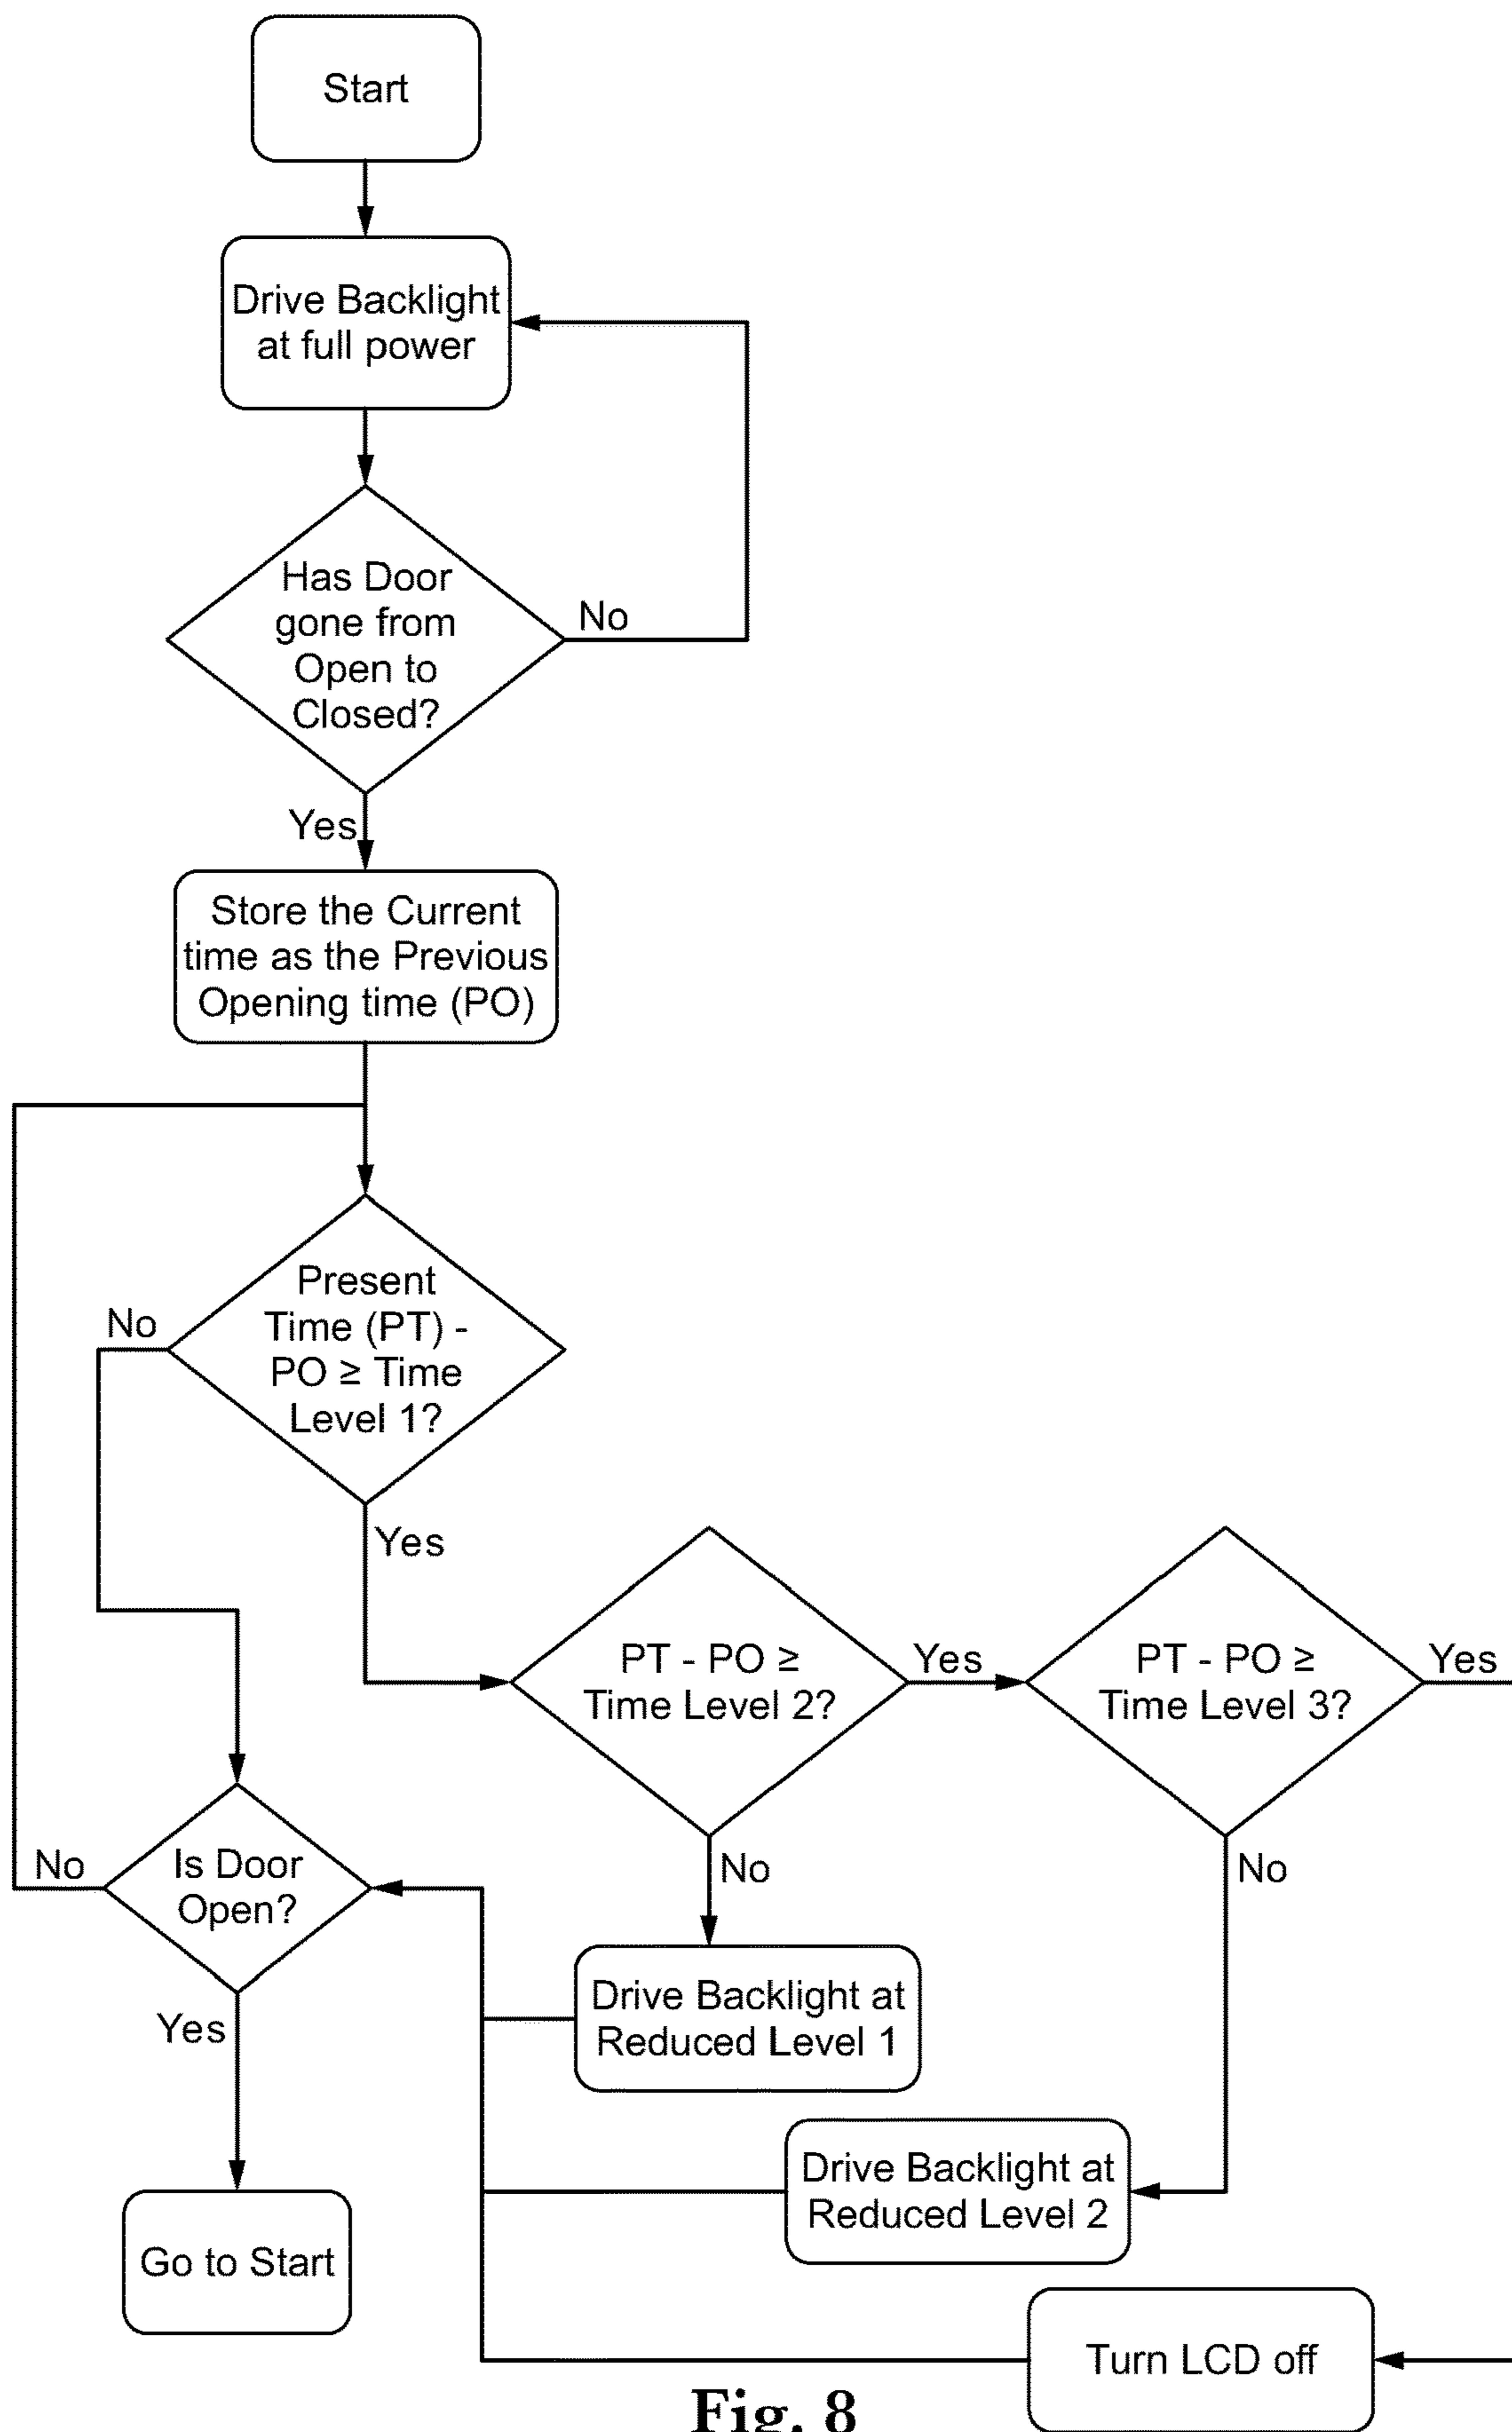 Start
Drive Backlight
at full power
Has Door
gone from
Open to
Closed?
No
Yes
Store the Current
time as the Previous
Opening time (PO)
Present
Time (PT) -
PO ≥ Time
Level 1?
No
Yes
PT - PO ≥
Time Level 2?
Yes
PT - PO ≥
Time Level 3?
Yes
No
No
Is Door
Open?
No
Yes
Drive Backlight at
Reduced Level 1
Drive Backlight at
Reduced Level 2
Go to Start
Turn LCD off
Fig. 8